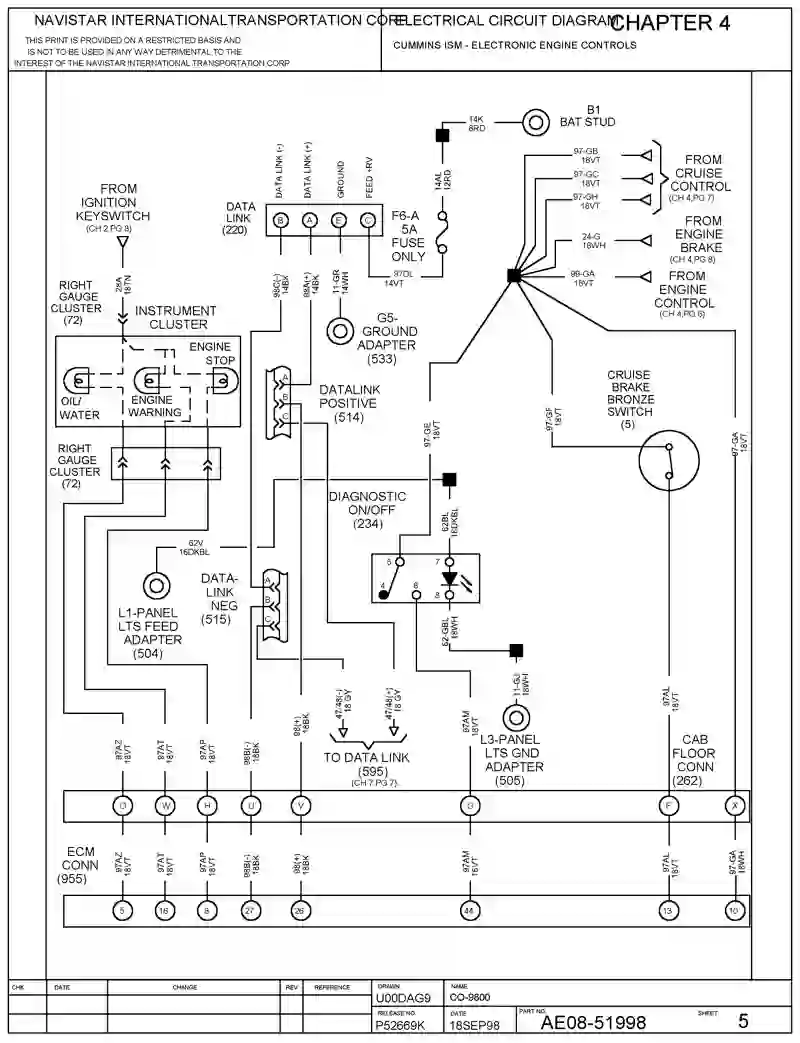 NAVISTAR INTERNATIONALTRANSPORTATION CORP
ELECTRICAL CIRCUIT DIAGRAM
CHAPTER 4
THIS PRINT IS PROVIDED ON A RESTRICTED BASIS AND
IS NOT TO BE USED IN ANY WAY DETRIMENTAL TO THE
INTEREST OF THE NAVISTAR INTERNATIONAL TRANSPORTATION CORP
CUMMINS ISM - ELECTRONIC ENGINE CONTROLS
B1
BAT STUD
14K
8RD
14AL
12RD
97-GB
18VT
97-GC
18VT
97-GH
18VT
FROM
CRUISE
CONTROL
(CH 4,PG 7)
24-G
18WH
FROM
ENGINE
BRAKE
(CH 4,PG 8)
99-GA
18VT
FROM
ENGINE
CONTROL
(CH 4,PG 6)
FROM
IGNITION
KEYSWITCH
(CH 2,PG 8)
28A
18TN
DATA LINK (-)
DATA LINK (+)
GROUND
FEED +RV
DATA
LINK
(220)
B
A
E
C
F6-A
5A
FUSE
ONLY
97DL
14VT
98C(-)
14BK
98A(+)
14BK
11-GR
14WH
G5-
GROUND
ADAPTER
(533)
RIGHT
GAUGE
CLUSTER
(72)
INSTRUMENT
CLUSTER
ENGINE
STOP
OIL/
WATER
ENGINE
WARNING
RIGHT
GAUGE
CLUSTER
(72)
A
B
C
DATALINK
POSITIVE
(514)
CRUISE
BRAKE
BRONZE
SWITCH
(5)
97-GE
18VT
97-GF
18VT
97-GA
18VT
DIAGNOSTIC
ON/OFF
(234)
62BL
16DKBL
62V
16DKBL
L1-PANEL
LTS FEED
ADAPTER
(504)
DATA-
LINK
NEG
(515)
A
B
C
5
7
4
6
8
62-GBL
18WH
11-GJ
18WH
L3-PANEL
LTS GND
ADAPTER
(505)
47/48(-)
18 GY
47/48(+)
18 GY
TO DATA LINK
(595)
(CH 7,PG 7)
97AZ
18VT
97AT
18VT
97AP
18VT
98B(-)
18BK
98(+)
18BK
97AM
18VT
97AL
18VT
CAB
FLOOR
CONN
(262)
D
W
H
U
V
G
F
X
ECM
CONN
(955)
97AZ
18VT
97AT
18VT
97AP
18VT
98B(-)
18BK
98(+)
18BK
97AM
16VT
97AL
18VT
97-GA
18WH
5
16
8
27
26
44
13
10
CHK
DATE
CHANGE
REV
REFERENCE
DRAWN
U00DAG9
NAME
CO-9800
RELEASE NO.
P52669K
DATE
18SEP98
PART NO.
AE08-51998
SHEET
5